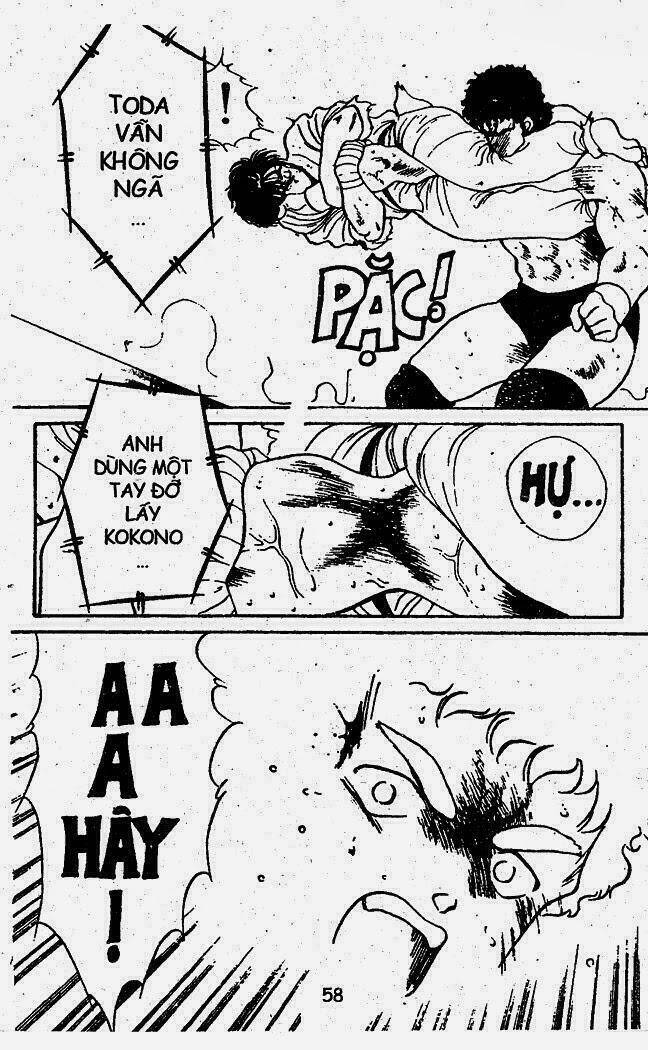 TODA
VẪN
KHÔNG
NGÃ
...
!
PẶC!
ANH
DÙNG MỘT
TAY ĐỠ
LẤY
KOKONO
...
HỰ...
AA
A
HÂY
!
58